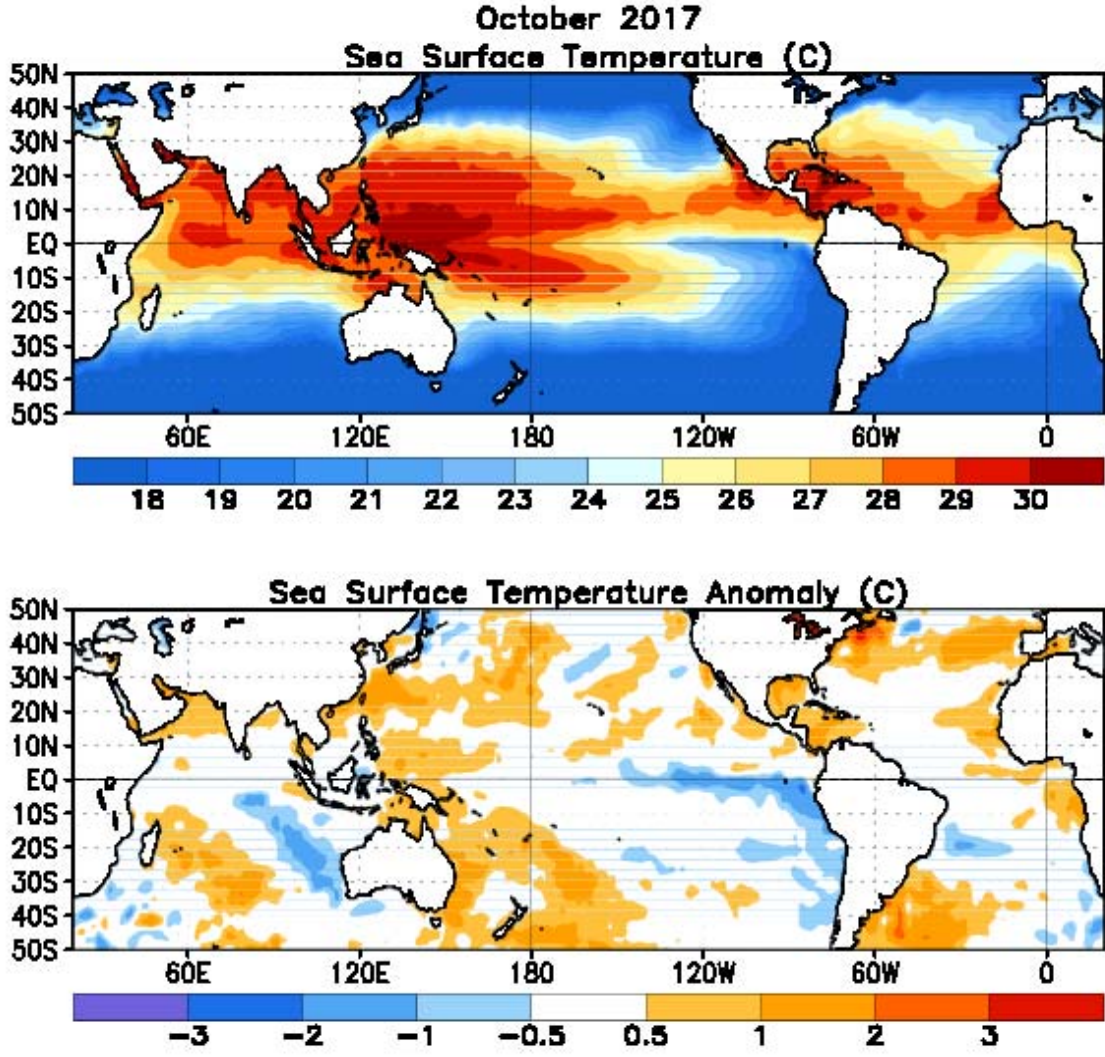 October 2017
Sea Surface Temperature (C)
50N
40N
30N
20N
10N
EQ
10S
20S
30S
40S
50S
60E 120E 180 120W 60W 0
18 19 20 21 22 23 24 25 26 27 28 29 30
Sea Surface Temperature Anomaly (C)
50N
40N
30N
20N
10N
EQ
10S
20S
30S
40S
50S
60E 120E 180 120W 60W 0
-3 -2 -1 -0.5 0.5 1 2 3